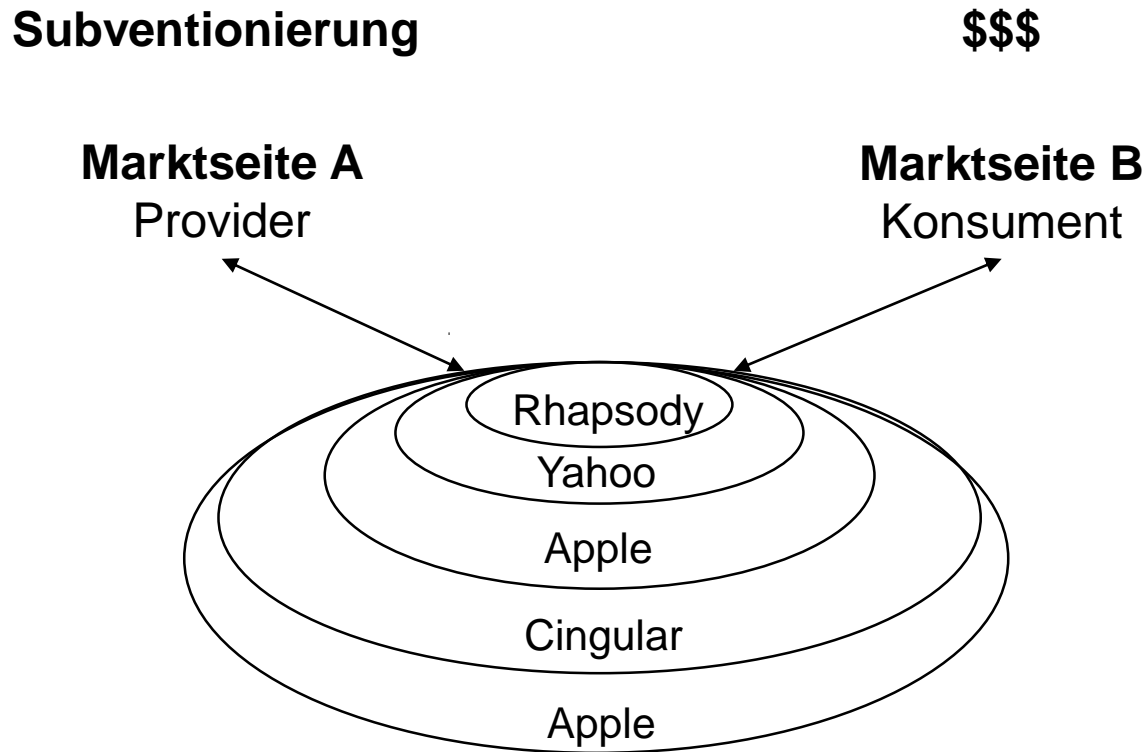 Subventionierung
$$$
Marktseite A
Provider
Marktseite B
Konsument
Rhapsody
Yahoo
Apple
Cingular
Apple